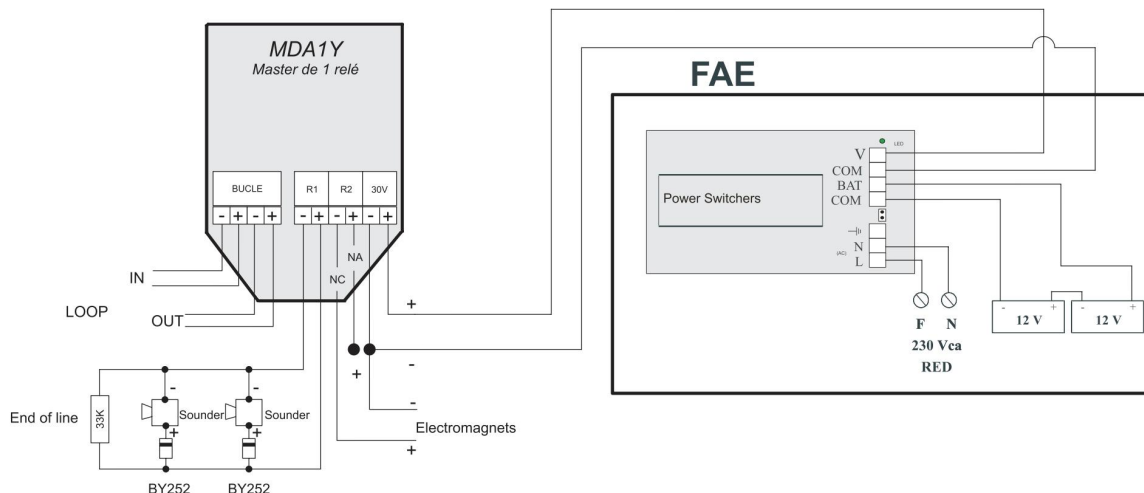 MDA1Y
Master de 1 relé
BUCLE
R1
R2
30V
- + - +
- +
- +
- +
NA
NC
IN
LOOP
OUT
+
+
-
-
Electromagnets
+
End of line
33K
-
Sounder
+
BY252
-
Sounder
+
BY252
FAE
LED
V
COM
BAT
COM
Power Switchers
(AC)
N
L
F N
230 Vca
RED
- +
12 V
- +
12 V